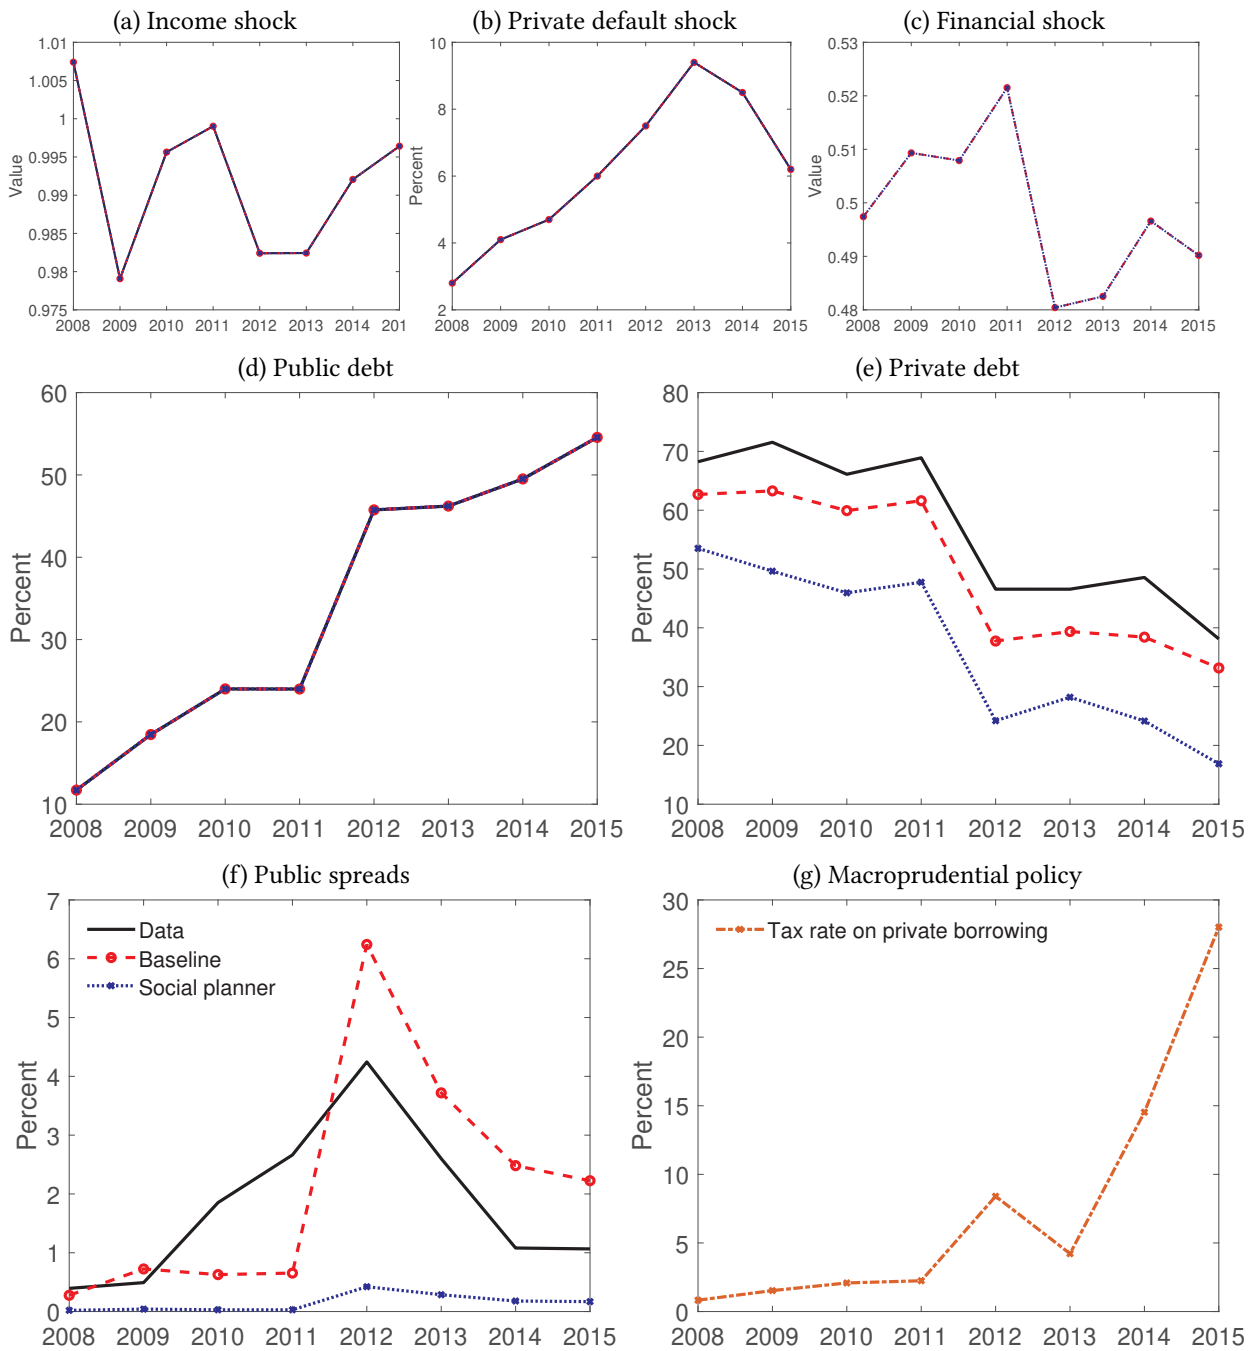 (a) Income shock
(b) Private default shock
(c) Financial shock
1.01
1.005
1
0.995
0.99
0.985
0.98
0.975
Value
2008 2009 2010 2011 2012 2013 2014 201
10
8
6
4
2
Percent
2008 2009 2010 2011 2012 2013 2014 2015
0.53
0.52
0.51
0.5
0.49
0.48
Value
2008 2009 2010 2011 2012 2013 2014 2015
(d) Public debt
(e) Private debt
60
50
40
30
20
10
Percent
2008 2009 2010 2011 2012 2013 2014 2015
80
70
60
50
40
30
20
10
Percent
2008 2009 2010 2011 2012 2013 2014 2015
(f) Public spreads
(g) Macroprudential policy
7
6
5
4
3
2
1
0
Percent
Data
Baseline
Social planner
2008 2009 2010 2011 2012 2013 2014 2015
30
25
20
15
10
5
0
Percent
Tax rate on private borrowing
2008 2009 2010 2011 2012 2013 2014 2015